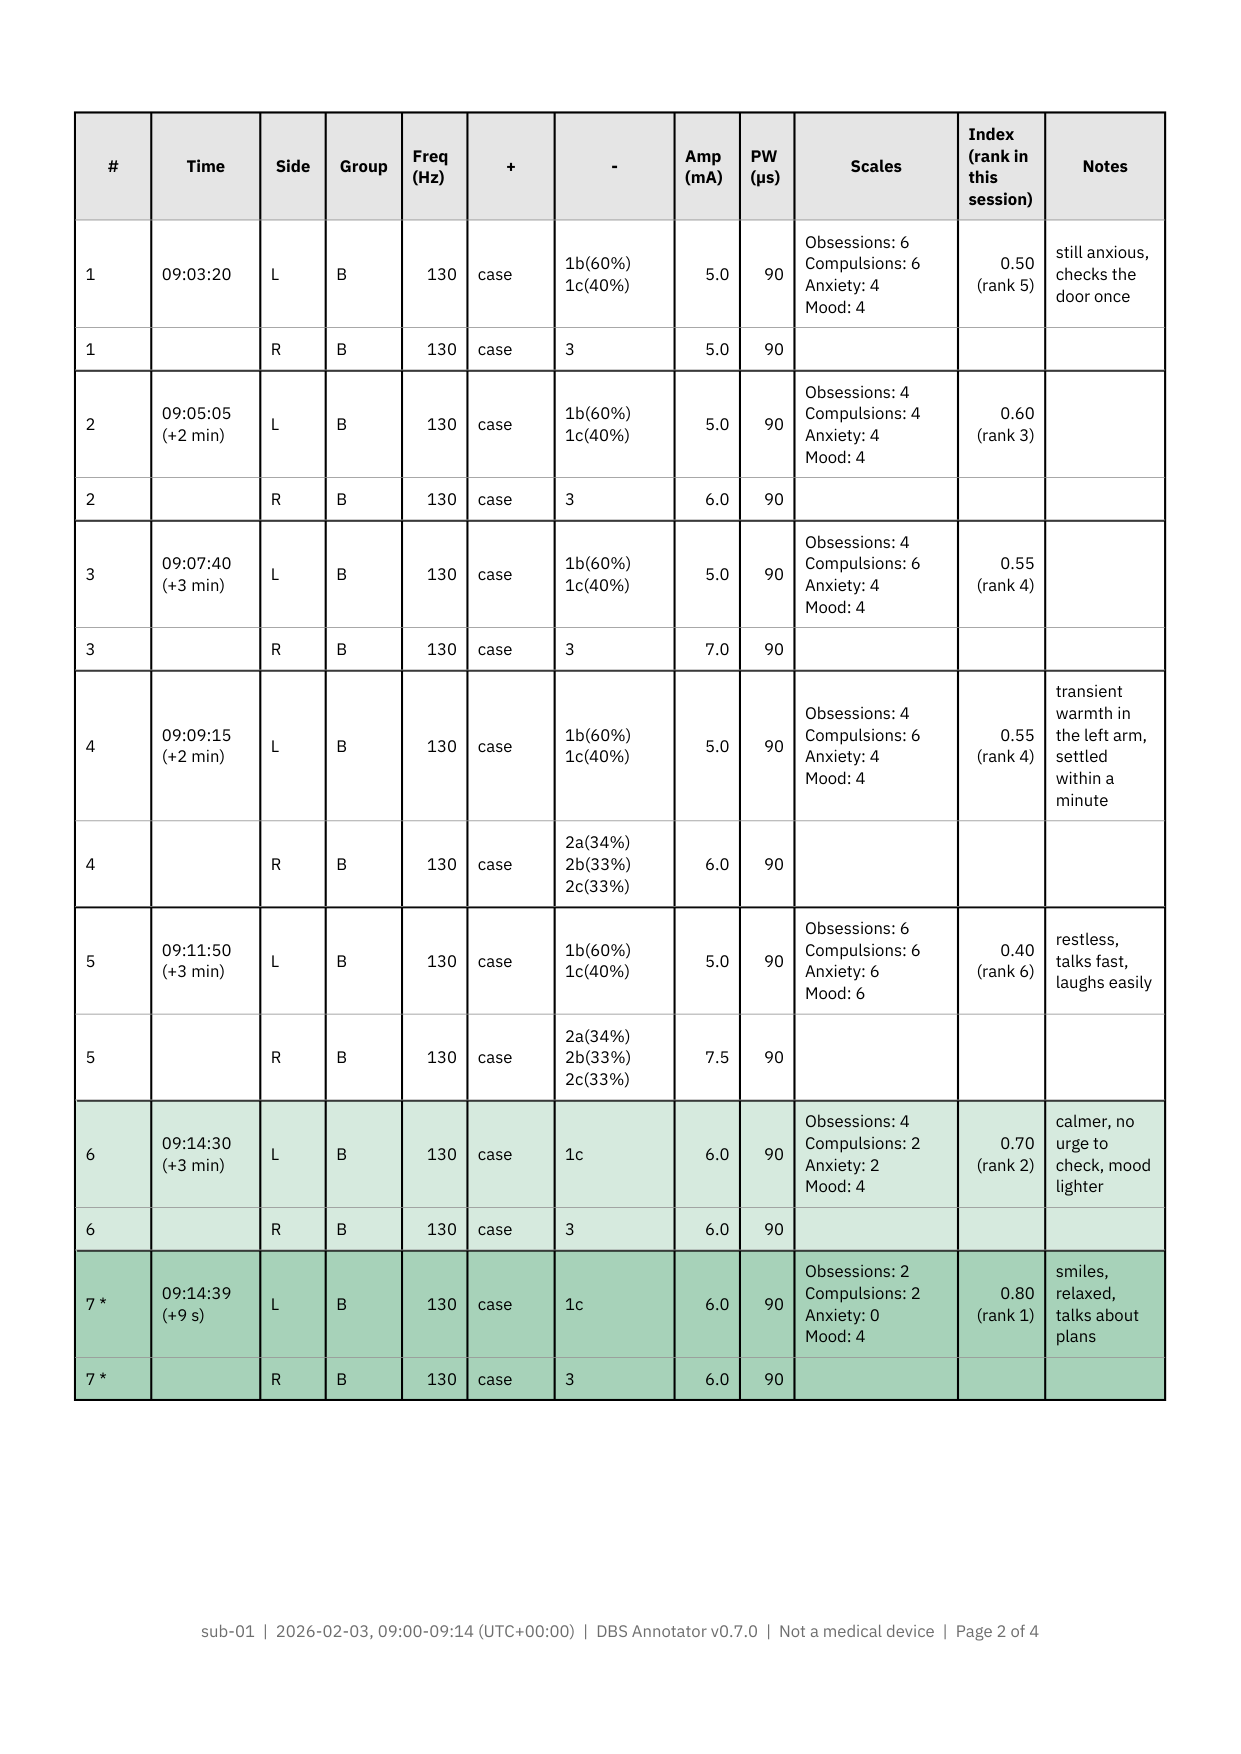 # Time Side Group Freq (Hz) + - Amp (mA) PW (µs) Scales Index (rank in this session) Notes
1 09:03:20 L B 130 case 1b(60%) 1c(40%) 5.0 90 Obsessions: 6 Compulsions: 6 Anxiety: 4 Mood: 4 0.50 (rank 5) still anxious, checks the door once
1 R B 130 case 3 5.0 90
2 09:05:05 (+2 min) L B 130 case 1b(60%) 1c(40%) 5.0 90 Obsessions: 4 Compulsions: 4 Anxiety: 4 Mood: 4 0.60 (rank 3)
2 R B 130 case 3 6.0 90
3 09:07:40 (+3 min) L B 130 case 1b(60%) 1c(40%) 5.0 90 Obsessions: 4 Compulsions: 6 Anxiety: 4 Mood: 4 0.55 (rank 4)
3 R B 130 case 3 7.0 90
4 09:09:15 (+2 min) L B 130 case 1b(60%) 1c(40%) 5.0 90 Obsessions: 4 Compulsions: 6 Anxiety: 4 Mood: 4 0.55 (rank 4) transient warmth in the left arm, settled within a minute
4 R B 130 case 2a(34%) 2b(33%) 2c(33%) 6.0 90
5 09:11:50 (+3 min) L B 130 case 1b(60%) 1c(40%) 5.0 90 Obsessions: 6 Compulsions: 6 Anxiety: 6 Mood: 6 0.40 (rank 6) restless, talks fast, laughs easily
5 R B 130 case 2a(34%) 2b(33%) 2c(33%) 7.5 90
6 09:14:30 (+3 min) L B 130 case 1c 6.0 90 Obsessions: 4 Compulsions: 2 Anxiety: 2 Mood: 4 0.70 (rank 2) calmer, no urge to check, mood lighter
6 R B 130 case 3 6.0 90
7 * 09:14:39 (+9 s) L B 130 case 1c 6.0 90 Obsessions: 2 Compulsions: 2 Anxiety: 0 Mood: 4 0.80 (rank 1) smiles, relaxed, talks about plans
7 * R B 130 case 3 6.0 90
sub-01 | 2026-02-03, 09:00-09:14 (UTC+00:00) | DBS Annotator v0.7.0 | Not a medical device | Page 2 of 4